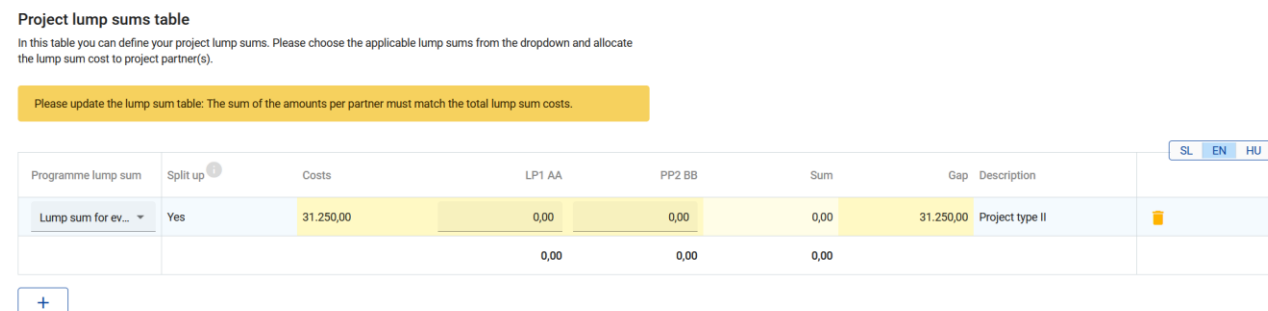 Project lump sums table
In this table you can define your project lump sums. Please choose the applicable lump sums from the dropdown and allocate
the lump sum cost to project partner(s).
Please update the lump sum table: The sum of the amounts per partner must match the total lump sum costs.
SL EN HU
Programme lump sum Split up i Costs LP1 AA PP2 BB Sum Gap Description
Lump sum for ev... Yes 31.250,00 0,00 0,00 0,00 31.250,00 Project type II
0,00 0,00 0,00
+